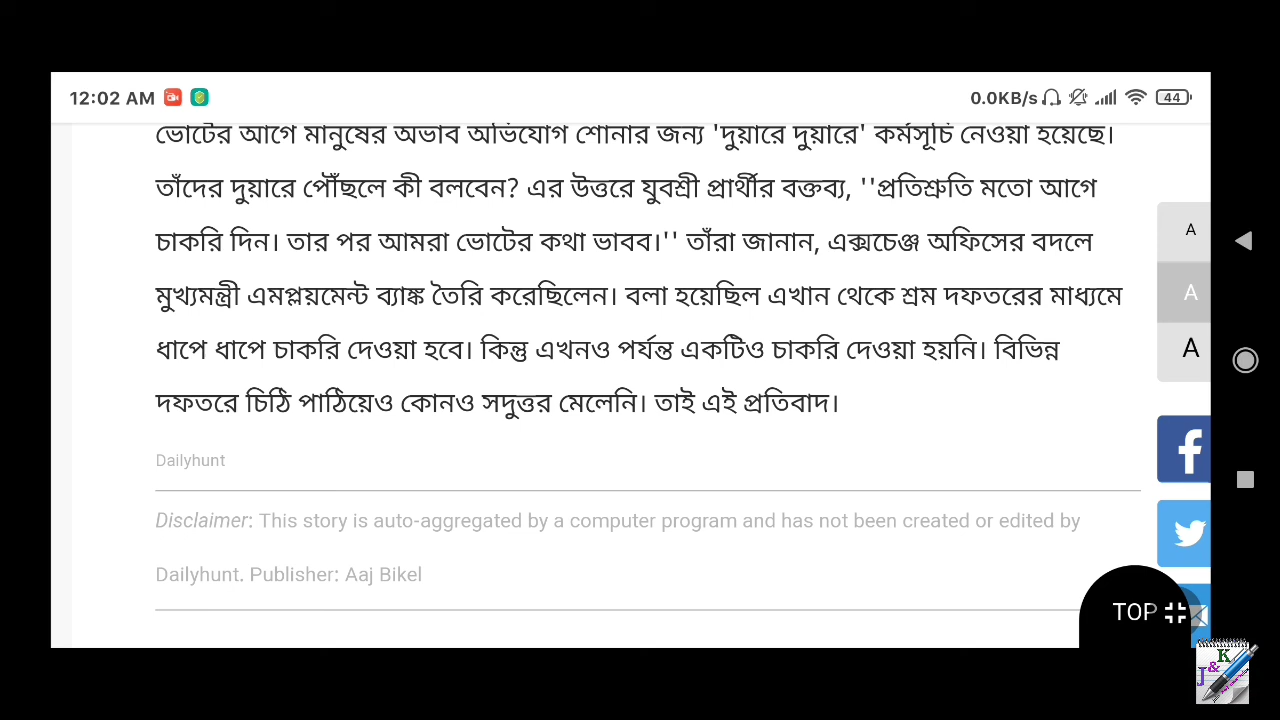 12:02 AM 0.0KB/s 44
ভোটের আগে মানুষের অভাব অভিযোগ শোনার জন্য 'দুয়ারে দুয়ারে' কর্মসূচি নেওয়া হয়েছে।
তাঁদের দুয়ারে পৌঁছলে কী বলবেন? এর উত্তরে যুবশ্রী প্রার্থীর বক্তব্য, ''প্রতিশ্রুতি মতো আগে
চাকরি দিন। তার পর আমরা ভোটের কথা ভাবব।'' তাঁরা জানান, এক্সচেঞ্জ অফিসের বদলে
মুখ্যমন্ত্রী এমপ্লয়মেন্ট ব্যাঙ্ক তৈরি করেছিলেন। বলা হয়েছিল এখান থেকে শ্রম দফতরের মাধ্যমে
ধাপে ধাপে চাকরি দেওয়া হবে। কিন্তু এখনও পর্যন্ত একটিও চাকরি দেওয়া হয়নি। বিভিন্ন
দফতরে চিঠি পাঠিয়েও কোনও সদুত্তর মেলেনি। তাই এই প্রতিবাদ।
Dailyhunt
Disclaimer: This story is auto-aggregated by a computer program and has not been created or edited by
Dailyhunt. Publisher: Aaj Bikel
A
A
A
TOP
J&K